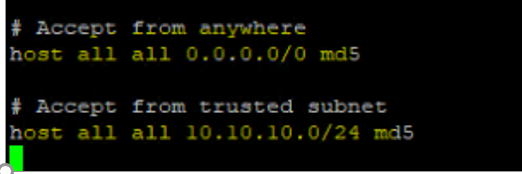 # Accept from anywhere
host all all 0.0.0.0/0 md5
# Accept from trusted subnet
host all all 10.10.10.0/24 md5